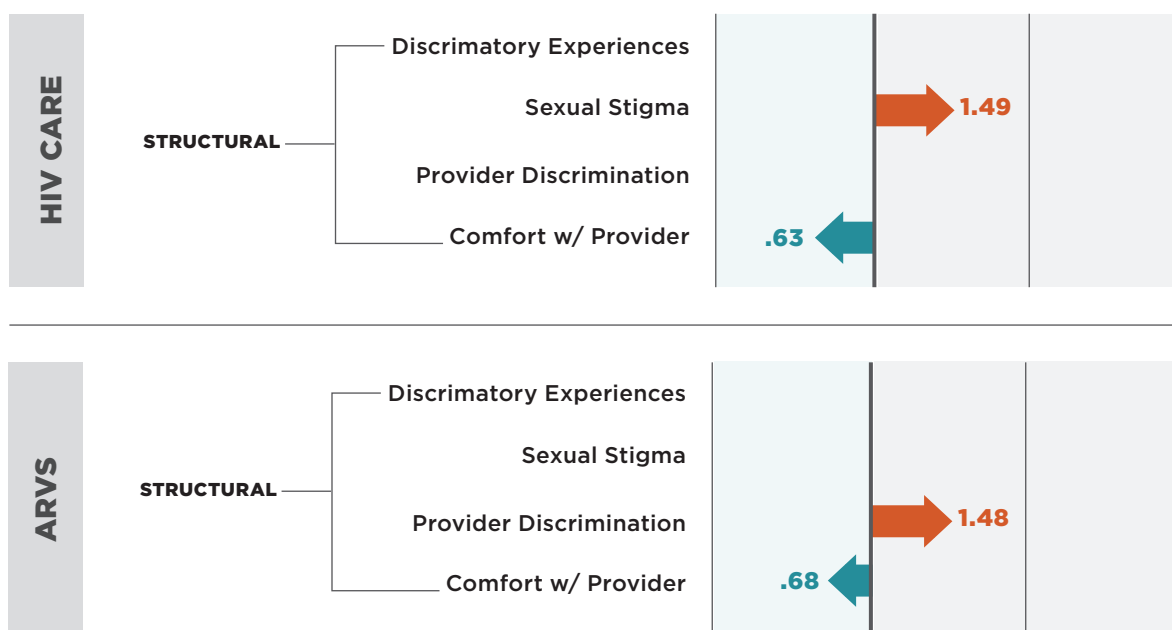 HIV CARE
STRUCTURAL
Discrimatory Experiences
Sexual Stigma
1.49
Provider Discrimination
Comfort w/ Provider
.63
ARVS
STRUCTURAL
Discrimatory Experiences
Sexual Stigma
Provider Discrimination
1.48
Comfort w/ Provider
.68